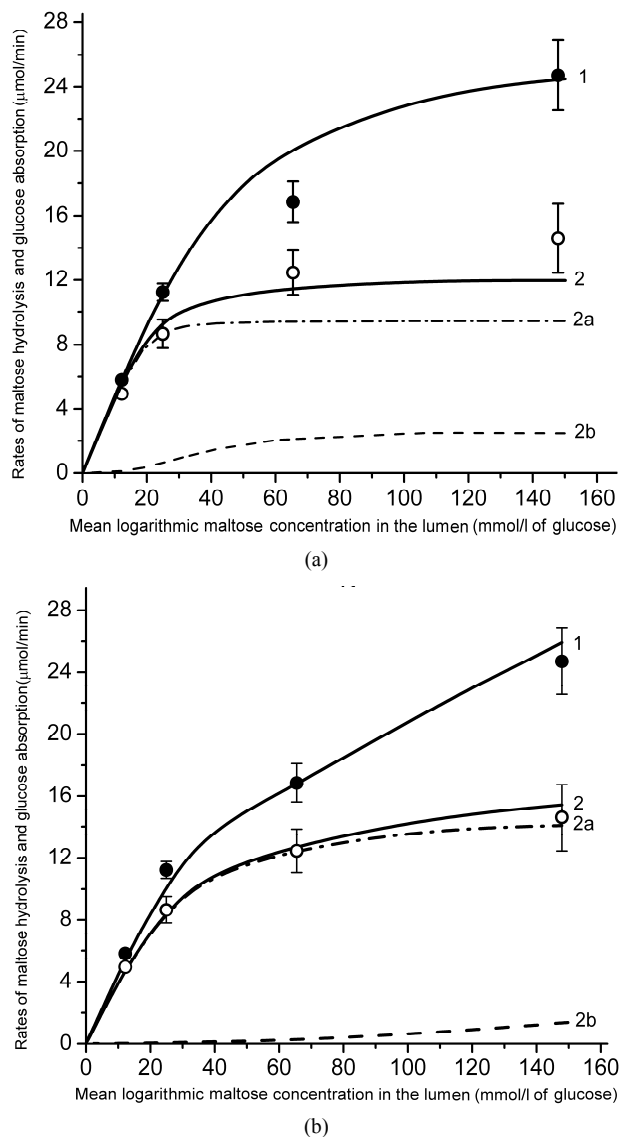 28
24
20
16
12
8
4
0
Rates of maltose hydrolysis and glucose absorption (μmol/min)
1
2
2a
2b
0 20 40 60 80 100 120 140 160
Mean logarithmic maltose concentration in the lumen (mmol/l of glucose)
(a)
28
24
20
16
12
8
4
0
Rates of maltose hydrolysis and glucose absorption(μmol/min)
1
2
2a
2b
0 20 40 60 80 100 120 140 160
Mean logarithmic maltose concentration in the lumen (mmol/l of glucose)
(b)